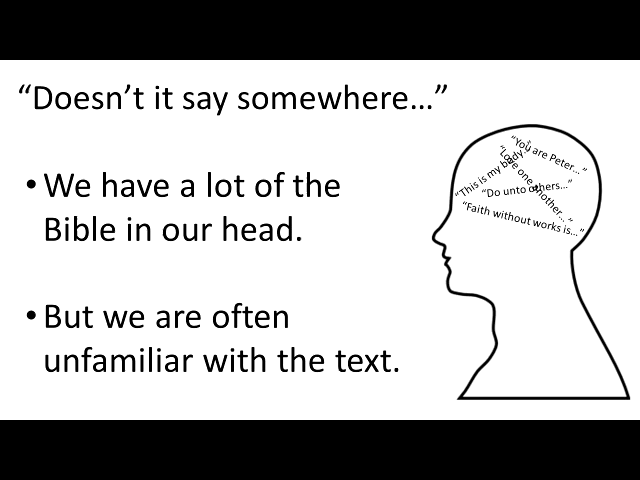 “Doesn’t it say somewhere…”
• We have a lot of the
Bible in our head.
• But we are often
unfamiliar with the text.
“You are Peter…”
“This is my body”
“Love one another…”
“Do unto others…”
“Faith without works is…”